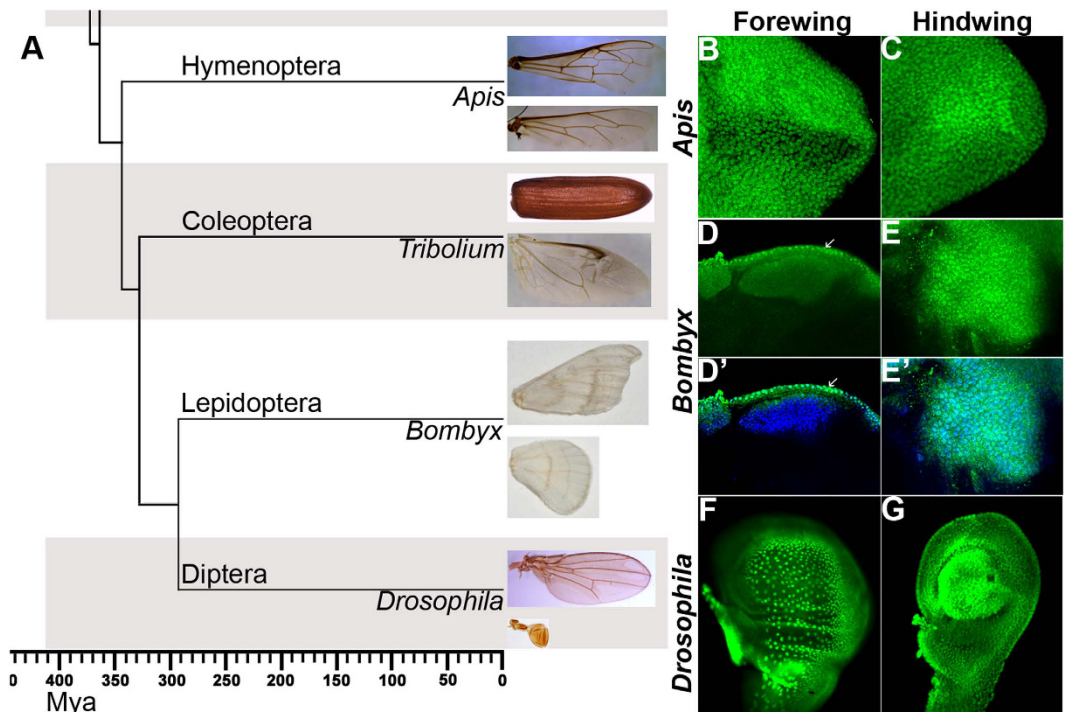 A
Hymenoptera
Apis
Coleoptera
Tribolium
Lepidoptera
Bombyx
Diptera
Drosophila
0 400 350 300 250 200 150 100 50 0
Mya
Forewing Hindwing
Apis
B C
Bombyx
D E
D' E'
Drosophila
F G